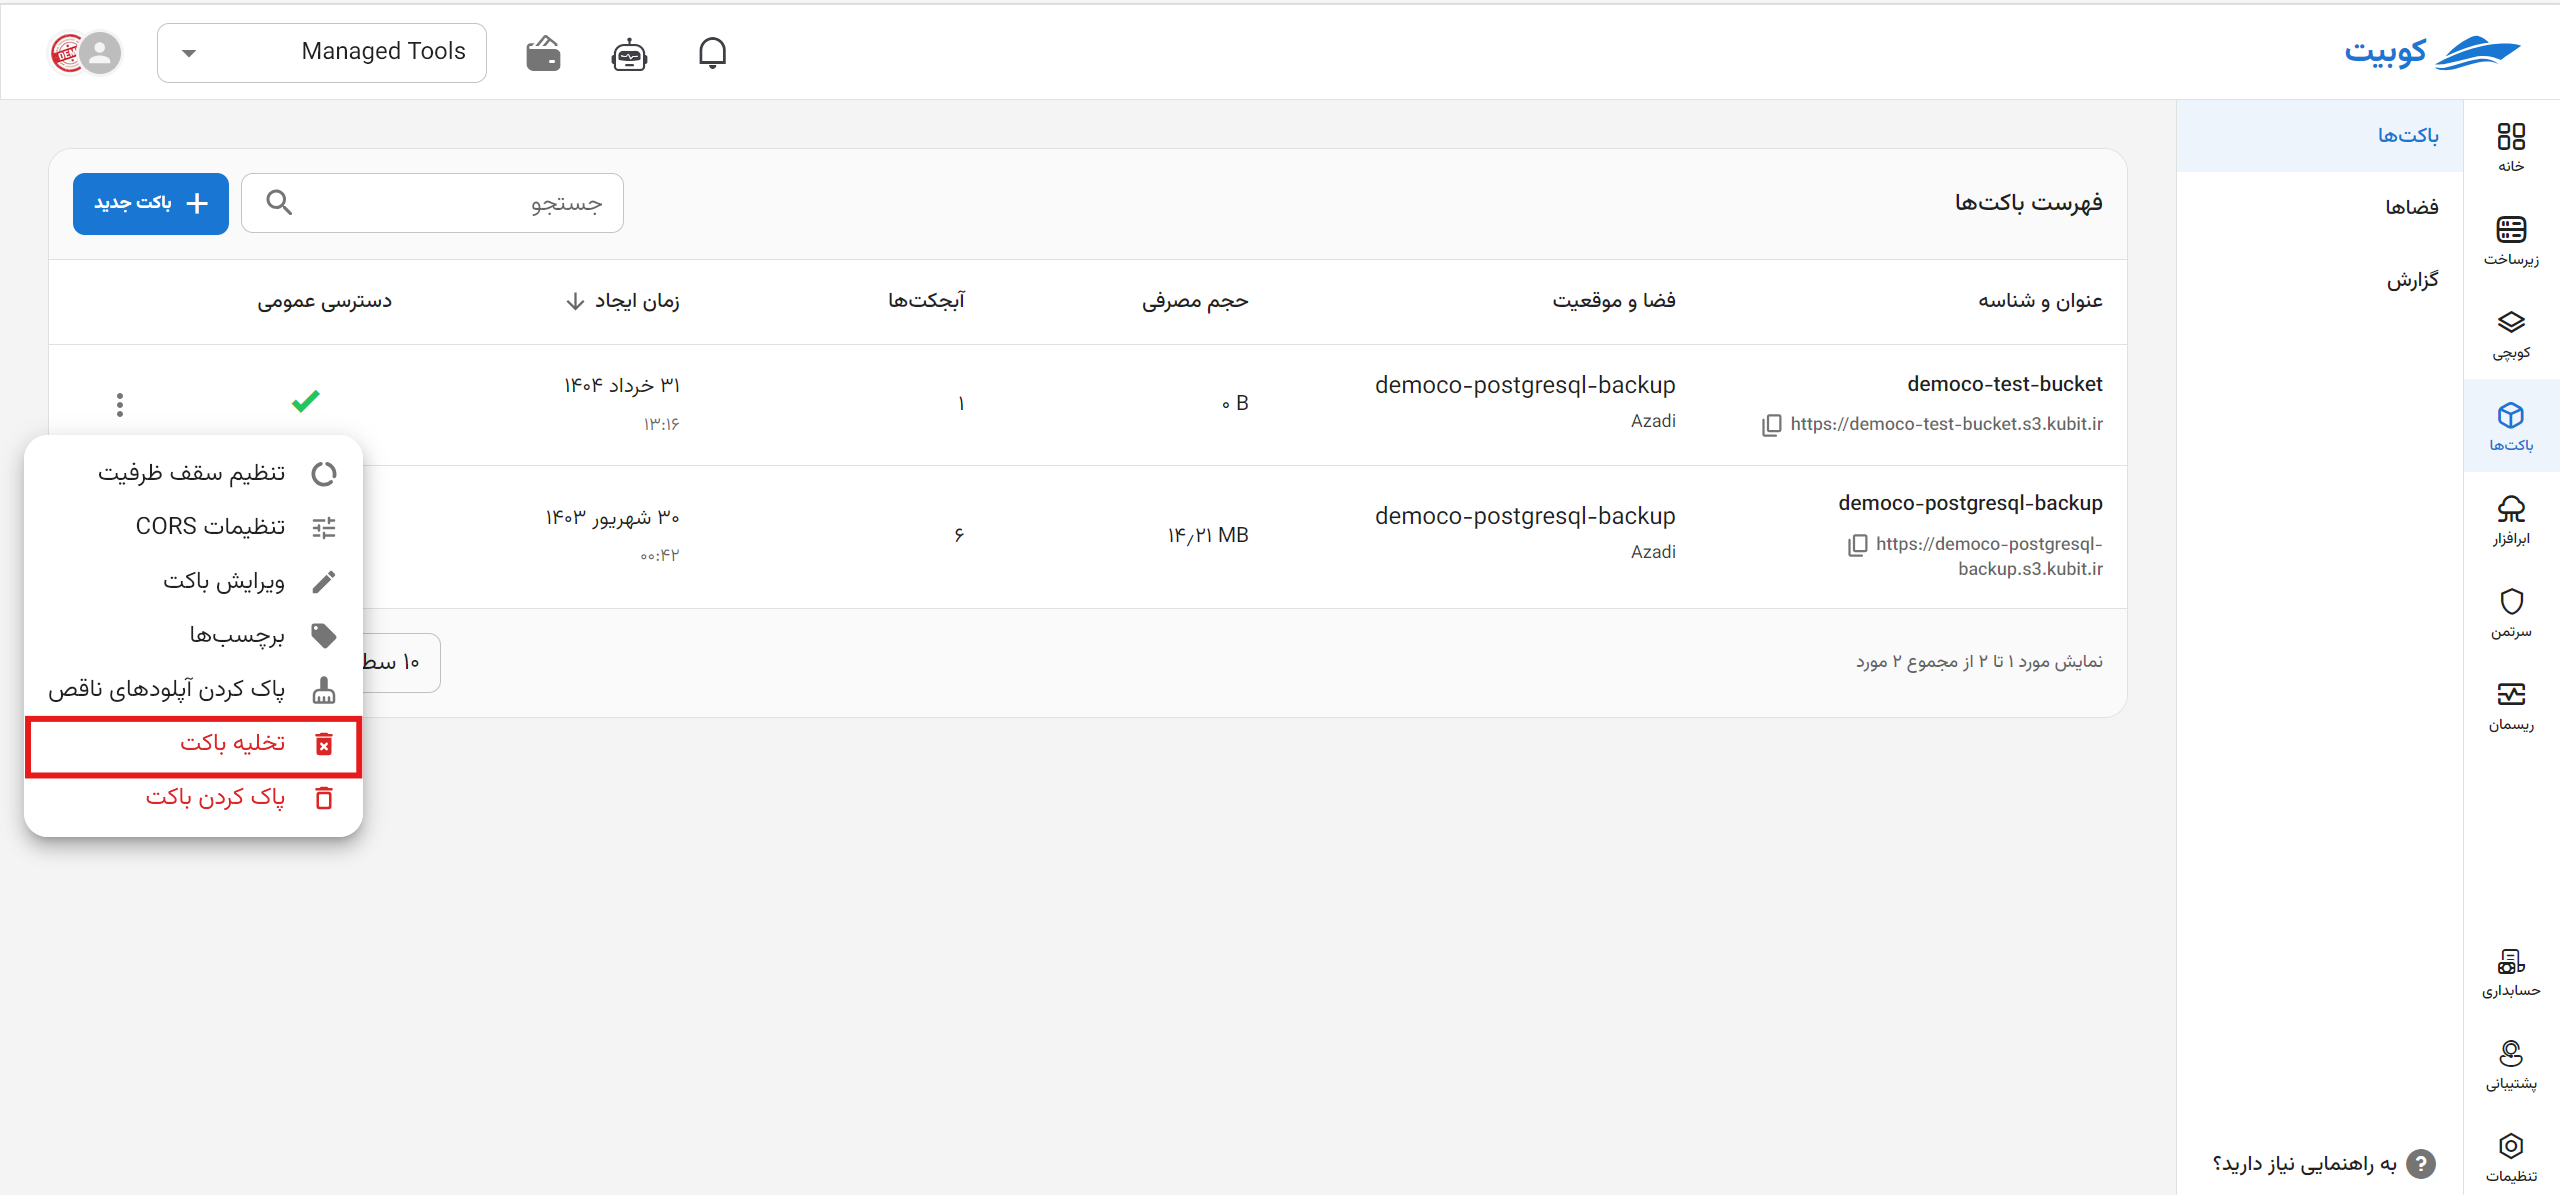 کوبیت
Managed Tools
DEM
خانه
زیرساخت
کوبچی
باکت‌ها
ابرافزار
سرتمن
ریسمان
حسابداری
پشتیبانی
تنظیمات
باکت‌ها
فضاها
گزارش
به راهنمایی نیاز دارید؟
فهرست باکت‌ها
جستجو
باکت جدید
عنوان و شناسه
فضا و موقعیت
حجم مصرفی
آبجکت‌ها
زمان ایجاد
دسترسی عمومی
democo-test-bucket
https://democo-test-bucket.s3.kubit.ir
democo-postgresql-backup
Azadi
۰ B
۱
۳۱ خرداد ۱۴۰۴
۱۳:۱۶
democo-postgresql-backup
https://democo-postgresql-
backup.s3.kubit.ir
democo-postgresql-backup
Azadi
۱۴٫۲۱ MB
۶
۳۰ شهریور ۱۴۰۳
۰۰:۴۲
نمایش مورد ۱ تا ۲ از مجموع ۲ مورد
۱۰ سط
تنظیم سقف ظرفیت
تنظیمات CORS
ویرایش باکت
برچسب‌ها
پاک کردن آپلودهای ناقص
تخلیه باکت
پاک کردن باکت